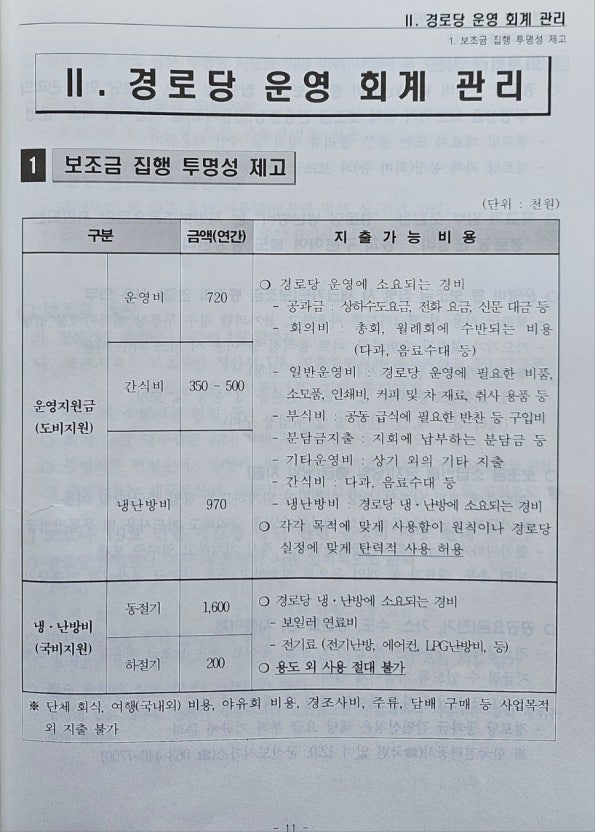 Ⅱ. 경로당 운영 회계 관리
1. 보조금 집행 투명성 제고
Ⅱ. 경로당 운영 회계 관리
1 보조금 집행 투명성 제고
(단위 : 천원)
구분 금액(연간) 지 출 가 능 비 용
운영지원금
(도비지원)
운영비 720
간식비 350 ~ 500
냉난방비 970
❍ 경로당 운영에 소요되는 경비
- 공과금 : 상하수도요금, 전화 요금, 신문 대금 등
- 회의비 : 총회, 월례회에 수반되는 비용
(다과, 음료수대 등)
- 일반운영비 : 경로당 운영에 필요한 비품,
소모품, 인쇄비, 커피 및 차 재료, 취사 용품 등
- 부식비 : 공동 급식에 필요한 반찬 등 구입비
- 분담금지출 : 지회에 납부하는 분담금 등
- 기타운영비 : 상기 외의 기타 지출
- 간식비 : 다과, 음료수대 등
- 냉난방비 : 경로당 냉·난방에 소요되는 경비
❍ 각각 목적에 맞게 사용함이 원칙이나 경로당
실정에 맞게 탄력적 사용 허용
냉·난방비
(국비지원)
동절기 1,600
하절기 200
❍ 경로당 냉·난방에 소요되는 경비
- 보일러 연료비
- 전기료 (전기난방, 에어컨, LPG난방비, 등)
❍ 용도 외 사용 절대 불가
※ 단체 회식, 여행(국내외) 비용, 야유회 비용, 경조사비, 주류, 담배 구매 등 사업목적
외 지출 불가
- 11 -